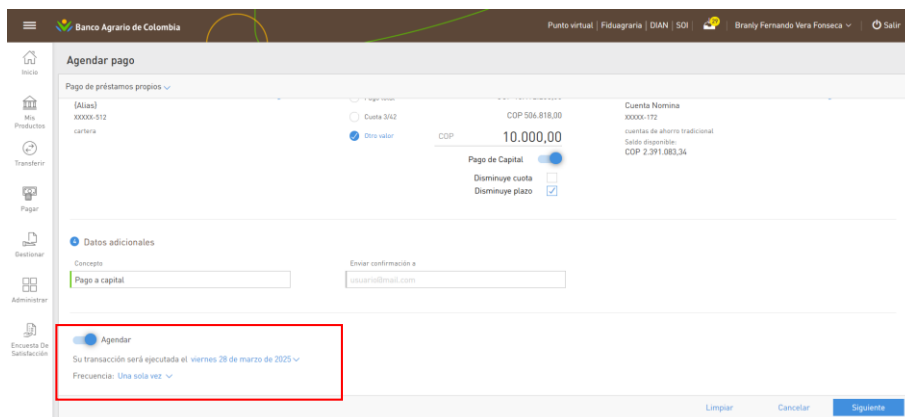 Banco Agrario de Colombia
Punto virtual | Fiduagraria | DIAN | SOI | Branly Fernando Vera Fonseca Salir
Inicio
Mis Productos
Transferir
Pagar
Gestionar
Administrar
Encuesta De Satisfacción
Agendar pago
Pago de préstamos propios
(Alias)
XXXXX-512
cartera
Cuota 3/42 COP 506.818,00
Otro valor COP 10.000,00
Pago de Capital
Disminuye cuota
Disminuye plazo
Cuenta Nomina
XXXXX-172
cuentas de ahorro tradicional
Saldo disponible:
COP 2.391.083,34
Datos adicionales
Concepto
Pago a capital
Enviar confirmación a
usuario@mail.com
Agendar
Su transacción será ejecutada el viernes 28 de marzo de 2025
Frecuencia: Una sola vez
Limpiar Cancelar Siguiente